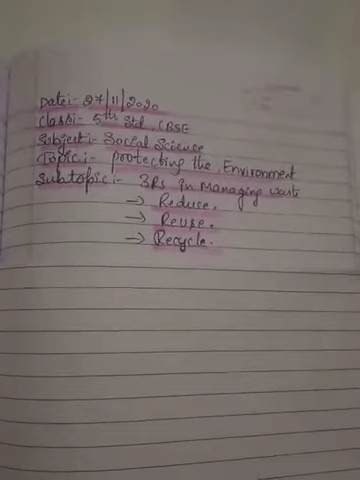 Date:- 27/11/2020
Class:- 5th Std, CBSE
Subject:- Social Science
Topic:- protecting the Environment
Subtopic:- 3Rs in Managing waste
→ Reduce.
→ Reuse.
→ Recycle.